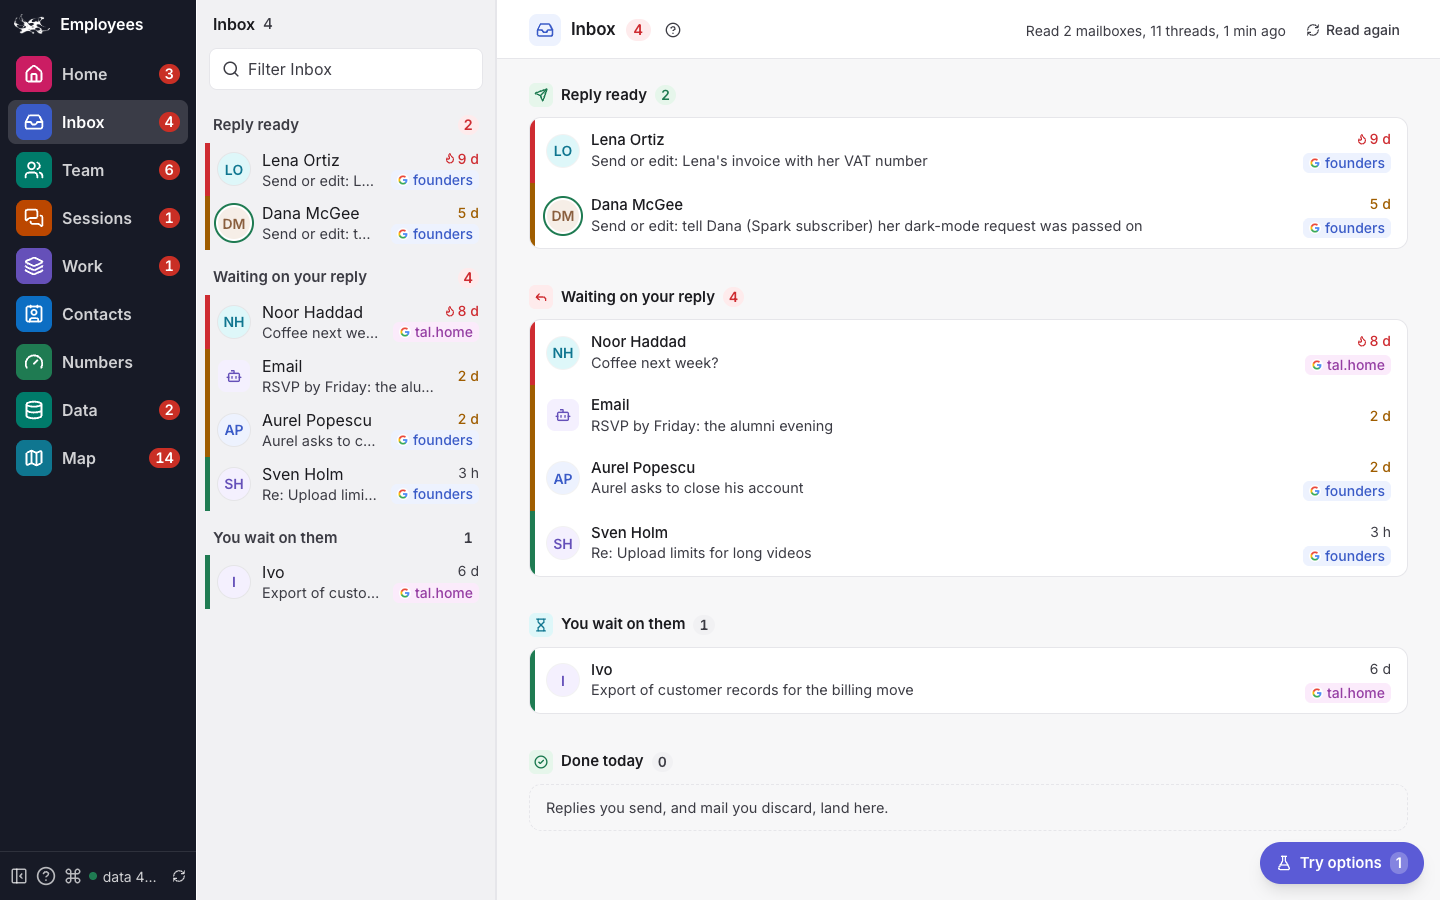 Employees
Home 3
Inbox 4
Team 6
Sessions 1
Work 1
Contacts
Numbers
Data 2
Map 14
data 4...
Inbox 4
Filter Inbox
Reply ready 2
LO Lena Ortiz 9 d
Send or edit: L... founders
DM Dana McGee 5 d
Send or edit: t... founders
Waiting on your reply 4
NH Noor Haddad 8 d
Coffee next we... tal.home
Email 2 d
RSVP by Friday: the alu...
AP Aurel Popescu 2 d
Aurel asks to c... founders
SH Sven Holm 3 h
Re: Upload limi... founders
You wait on them 1
I Ivo 6 d
Export of custo... tal.home
Inbox 4
Read 2 mailboxes, 11 threads, 1 min ago Read again
Reply ready 2
LO Lena Ortiz 9 d
Send or edit: Lena's invoice with her VAT number founders
DM Dana McGee 5 d
Send or edit: tell Dana (Spark subscriber) her dark-mode request was passed on founders
Waiting on your reply 4
NH Noor Haddad 8 d
Coffee next week? tal.home
Email 2 d
RSVP by Friday: the alumni evening
AP Aurel Popescu 2 d
Aurel asks to close his account founders
SH Sven Holm 3 h
Re: Upload limits for long videos founders
You wait on them 1
I Ivo 6 d
Export of customer records for the billing move tal.home
Done today 0
Replies you send, and mail you discard, land here.
Try options 1